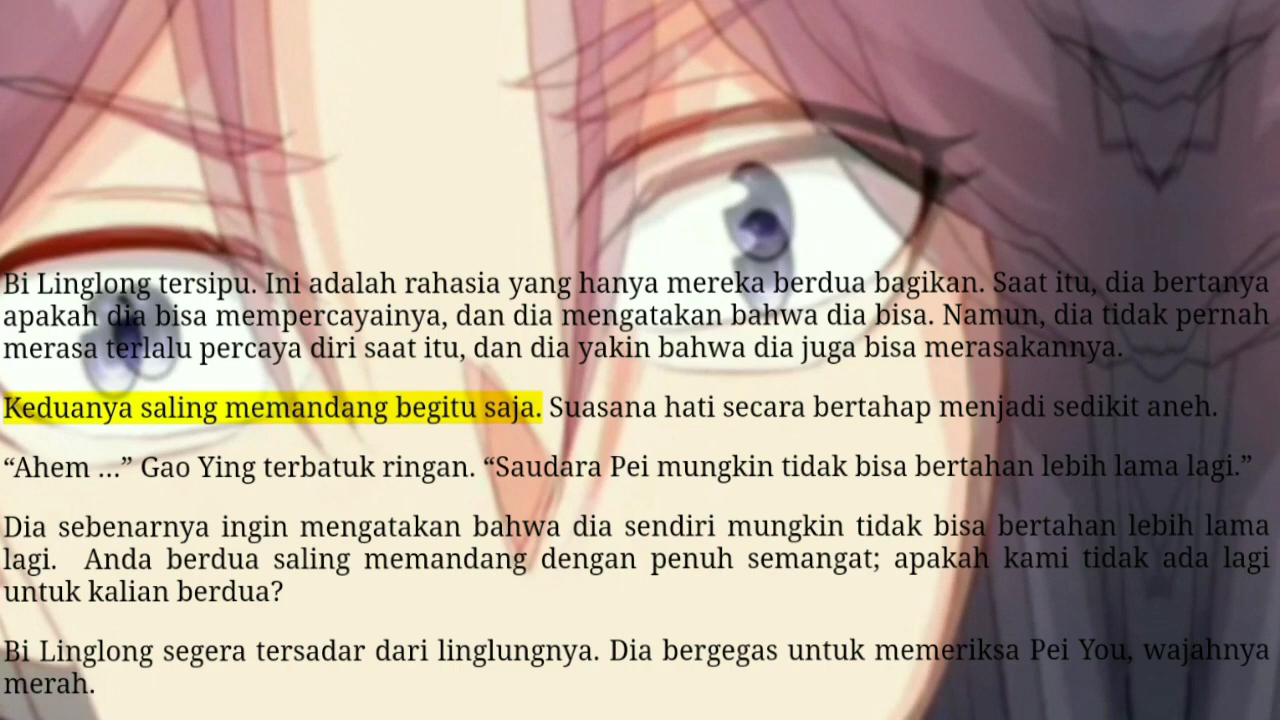 Bi Linglong tersipu. Ini adalah rahasia yang hanya mereka berdua bagikan. Saat itu, dia bertanya
apakah dia bisa mempercayainya, dan dia mengatakan bahwa dia bisa. Namun, dia tidak pernah
merasa terlalu percaya diri saat itu, dan dia yakin bahwa dia juga bisa merasakannya.
Keduanya saling memandang begitu saja. Suasana hati secara bertahap menjadi sedikit aneh.
“Ahem ...” Gao Ying terbatuk ringan. “Saudara Pei mungkin tidak bisa bertahan lebih lama lagi.”
Dia sebenarnya ingin mengatakan bahwa dia sendiri mungkin tidak bisa bertahan lebih lama
lagi.  Anda berdua saling memandang dengan penuh semangat; apakah kami tidak ada lagi
untuk kalian berdua?
Bi Linglong segera tersadar dari linglungnya. Dia bergegas untuk memeriksa Pei You, wajahnya
merah.